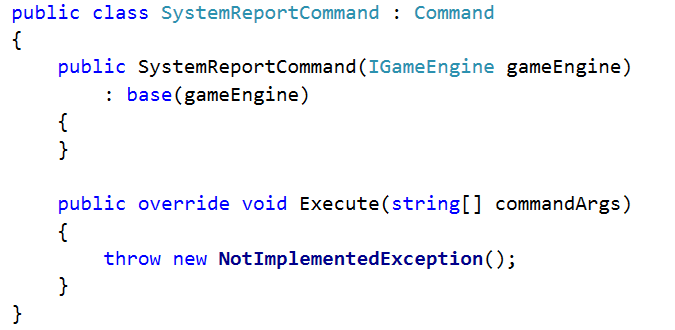 public class SystemReportCommand : Command
{
    public SystemReportCommand(IGameEngine gameEngine)
        : base(gameEngine)
    {
    }

    public override void Execute(string[] commandArgs)
    {
        throw new NotImplementedException();
    }
}